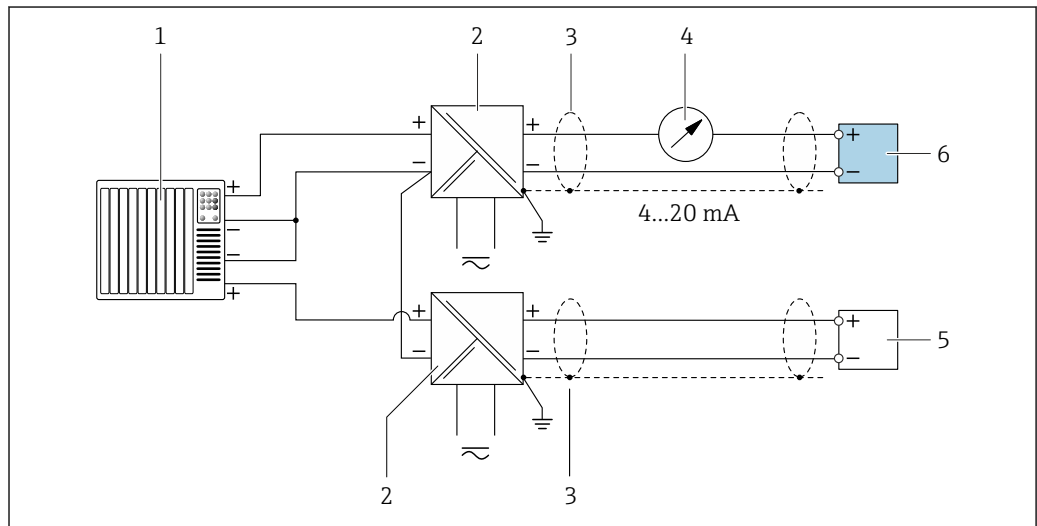 1 2 3 4
+ + + +
− − − 6
+ 4...20 mA
−
−
+
+ + + 5
− − −
2 3